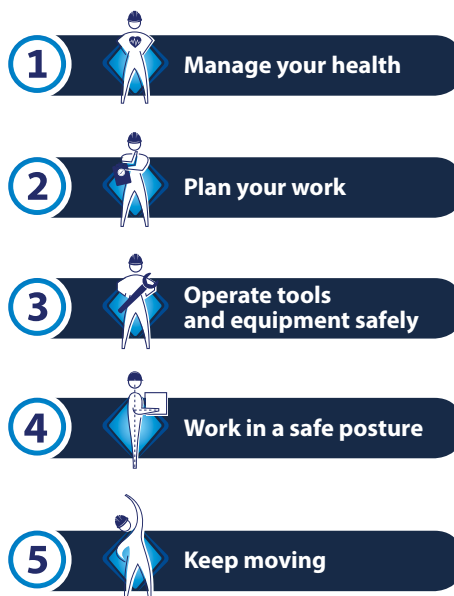 1
Manage your health
2
Plan your work
3
Operate tools
and equipment safely
4
Work in a safe posture
5
Keep moving